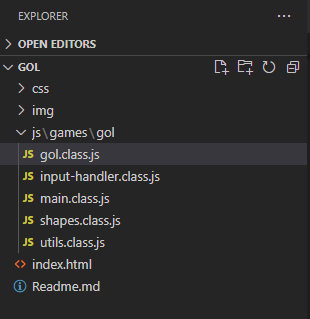 EXPLORER
OPEN EDITORS
GOL
css
img
js\games\gol
JS gol.class.js
JS input-handler.class.js
JS main.class.js
JS shapes.class.js
JS utils.class.js
<> index.html
Readme.md